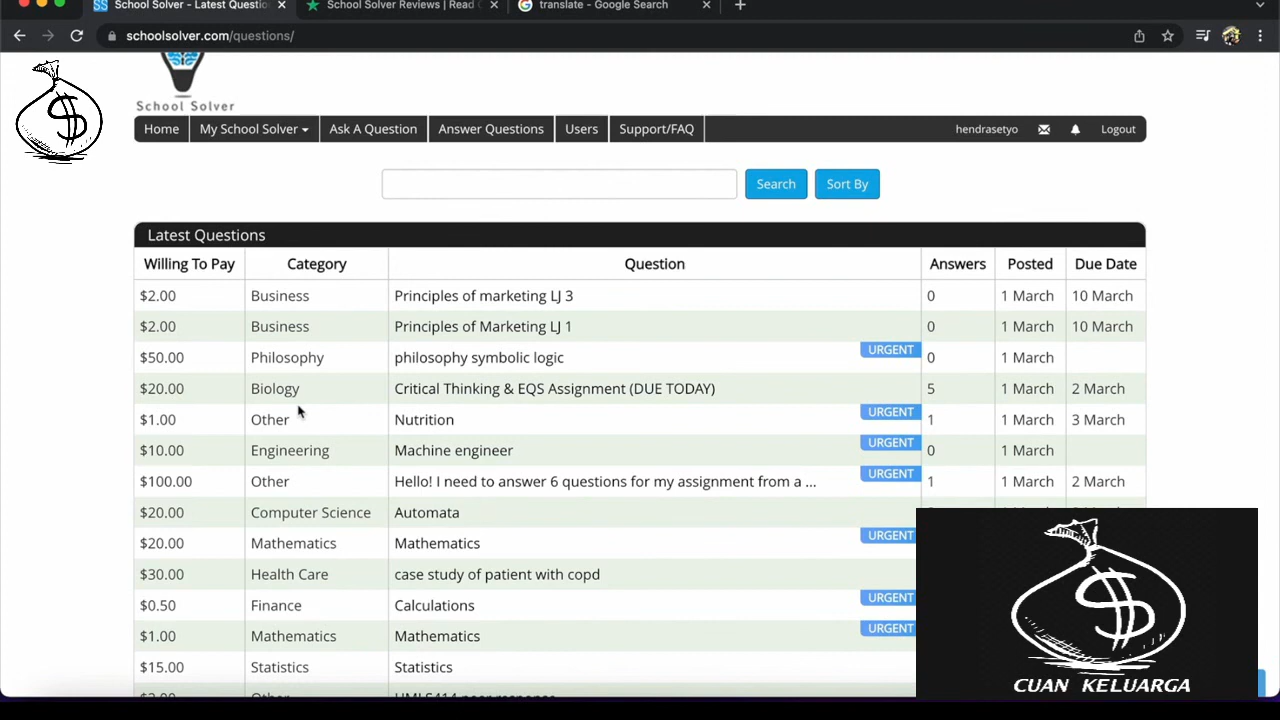 School Solver - Latest Questio
School Solver Reviews | Read
translate - Google Search
schoolsolver.com/questions/
School Solver
Home My School Solver Ask A Question Answer Questions Users Support/FAQ hendrasetyo Logout
Search Sort By
Latest Questions
Willing To Pay Category Question Answers Posted Due Date
$2.00 Business Principles of marketing LJ 3 0 1 March 10 March
$2.00 Business Principles of Marketing LJ 1 0 1 March 10 March
$50.00 Philosophy philosophy symbolic logic URGENT 0 1 March
$20.00 Biology Critical Thinking & EQS Assignment (DUE TODAY) 5 1 March 2 March
$1.00 Other Nutrition URGENT 1 1 March 3 March
$10.00 Engineering Machine engineer URGENT 0 1 March
$100.00 Other Hello! I need to answer 6 questions for my assignment from a ... URGENT 1 1 March 2 March
$20.00 Computer Science Automata
$20.00 Mathematics Mathematics URGENT
$30.00 Health Care case study of patient with copd
$0.50 Finance Calculations URGENT
$1.00 Mathematics Mathematics URGENT
$15.00 Statistics Statistics
CUAN KELUARGA